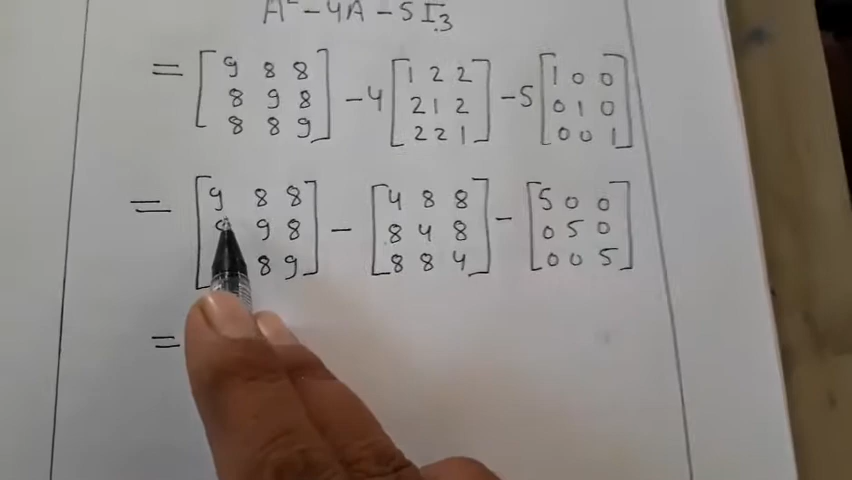 A² - 4A - 5I₃
= [9 8 8 8 9 8 8 8 9] - 4 [1 2 2 2 1 2 2 2 1] - 5 [1 0 0 0 1 0 0 0 1]
= [9 8 8 9 8 8 9] - [4 8 8 8 4 8 8 8 4] - [5 0 0 0 5 0 0 0 5]
=